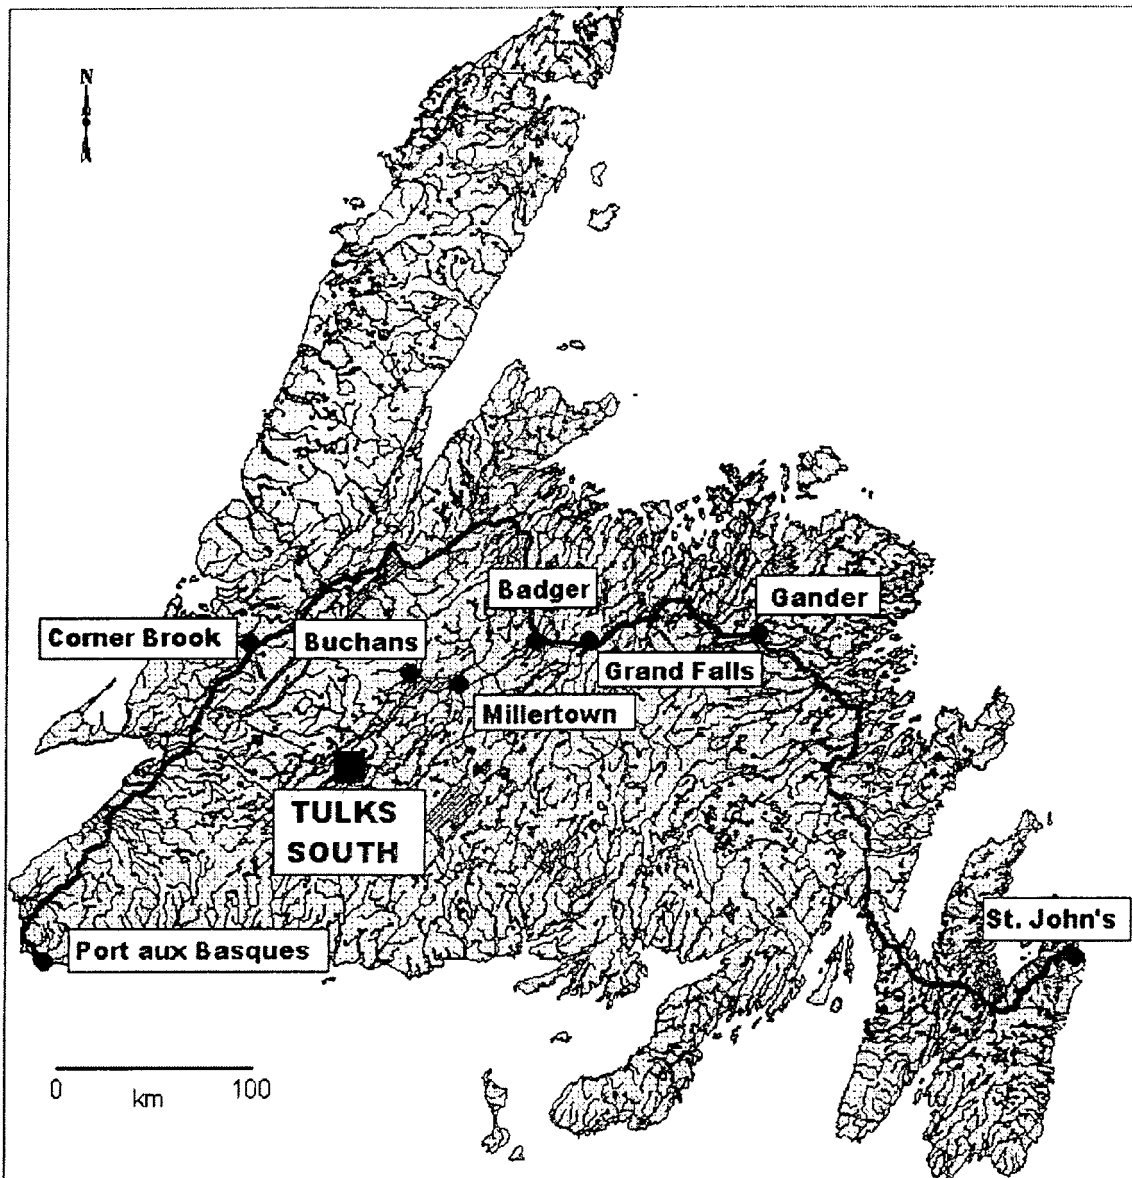 N
Badger
Gander
Corner Brook
Buchans
Grand Falls
Millertown
TULKS
SOUTH
St. John's
Port aux Basques
0 100
km